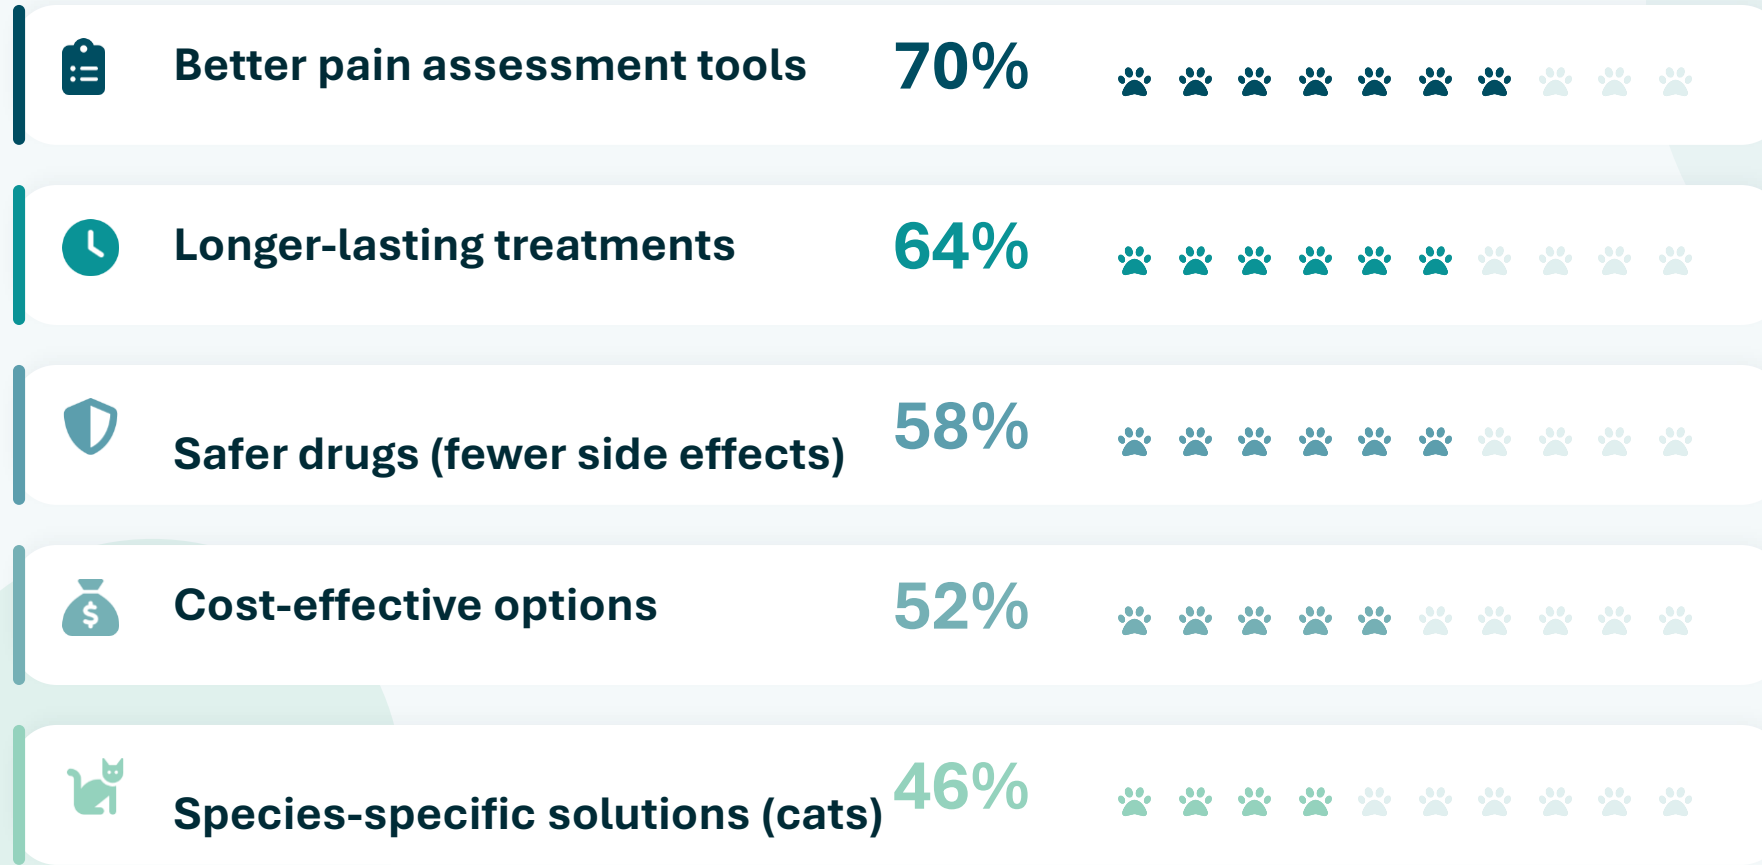 Better pain assessment tools 70%
Longer-lasting treatments 64%
Safer drugs (fewer side effects) 58%
Cost-effective options 52%
Species-specific solutions (cats) 46%